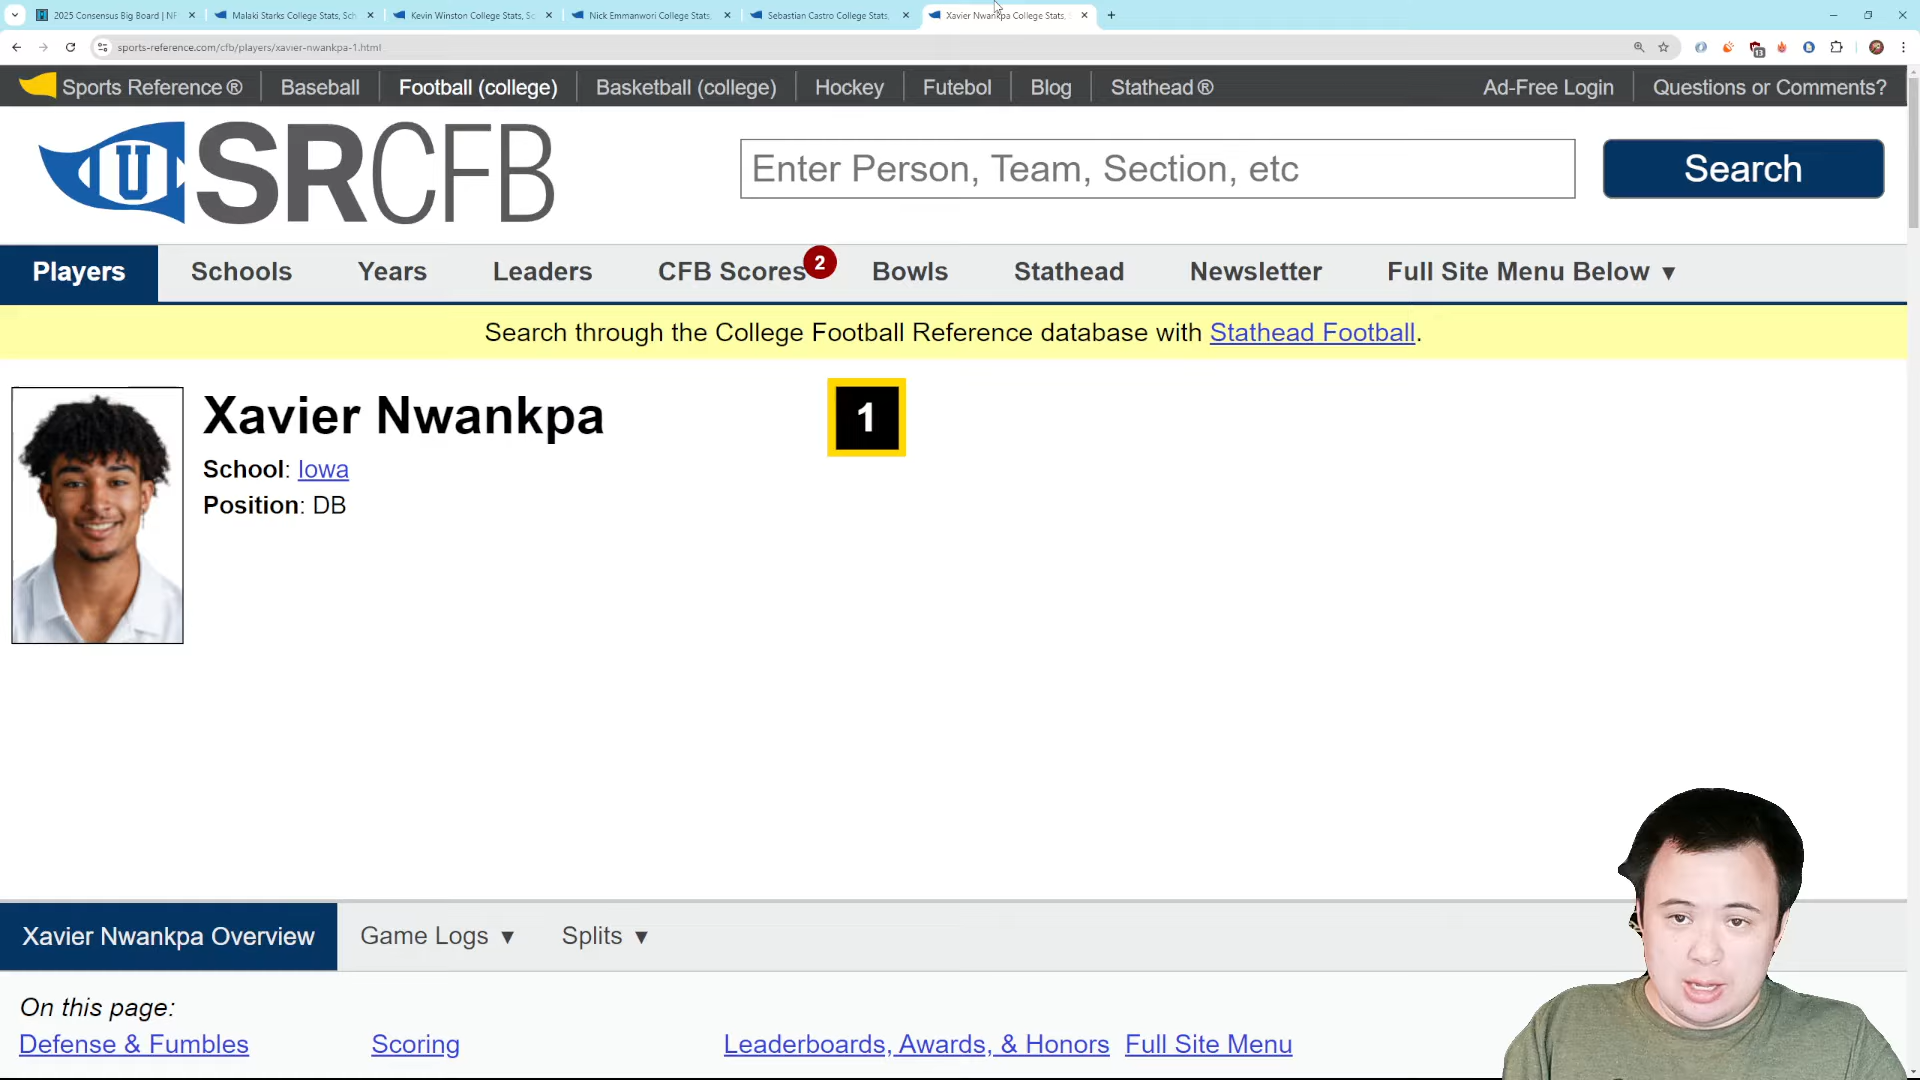 2025 Consensus Big Board | NF
Malaki Starks College Stats, Sch
Kevin Winston College Stats, Sc
Nick Emmanwori College Stats,
Sebastian Castro College Stats,
Xavier Nwankpa College Stats, S
sports-reference.com/cfb/players/xavier-nwankpa-1.html
13
Sports Reference ®
Baseball
Football (college)
Basketball (college)
Hockey
Futebol
Blog
Stathead ®
Ad-Free Login
Questions or Comments?
U SRCFB
Enter Person, Team, Section, etc
Search
Players
Schools
Years
Leaders
CFB Scores 2
Bowls
Stathead
Newsletter
Full Site Menu Below ▼
Search through the College Football Reference database with Stathead Football.
Xavier Nwankpa
1
School: Iowa
Position: DB
Xavier Nwankpa Overview
Game Logs ▼
Splits ▼
On this page:
Defense & Fumbles
Scoring
Leaderboards, Awards, & Honors
Full Site Menu